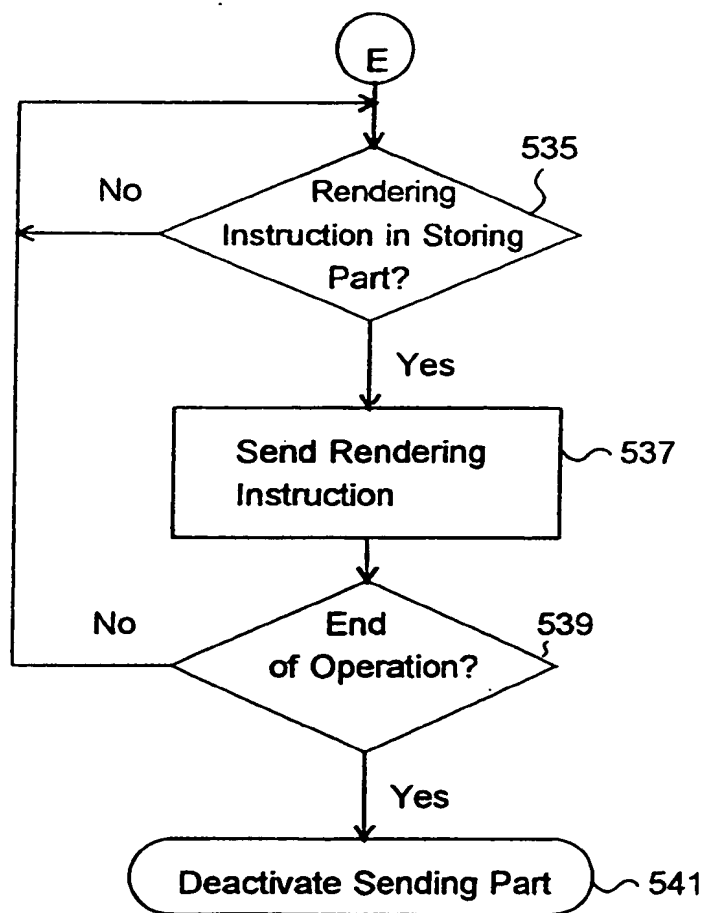 E
535
No
Rendering
Instruction in Storing
Part?
Yes
Send Rendering
Instruction
537
No
End
of Operation?
539
Yes
Deactivate Sending Part
541